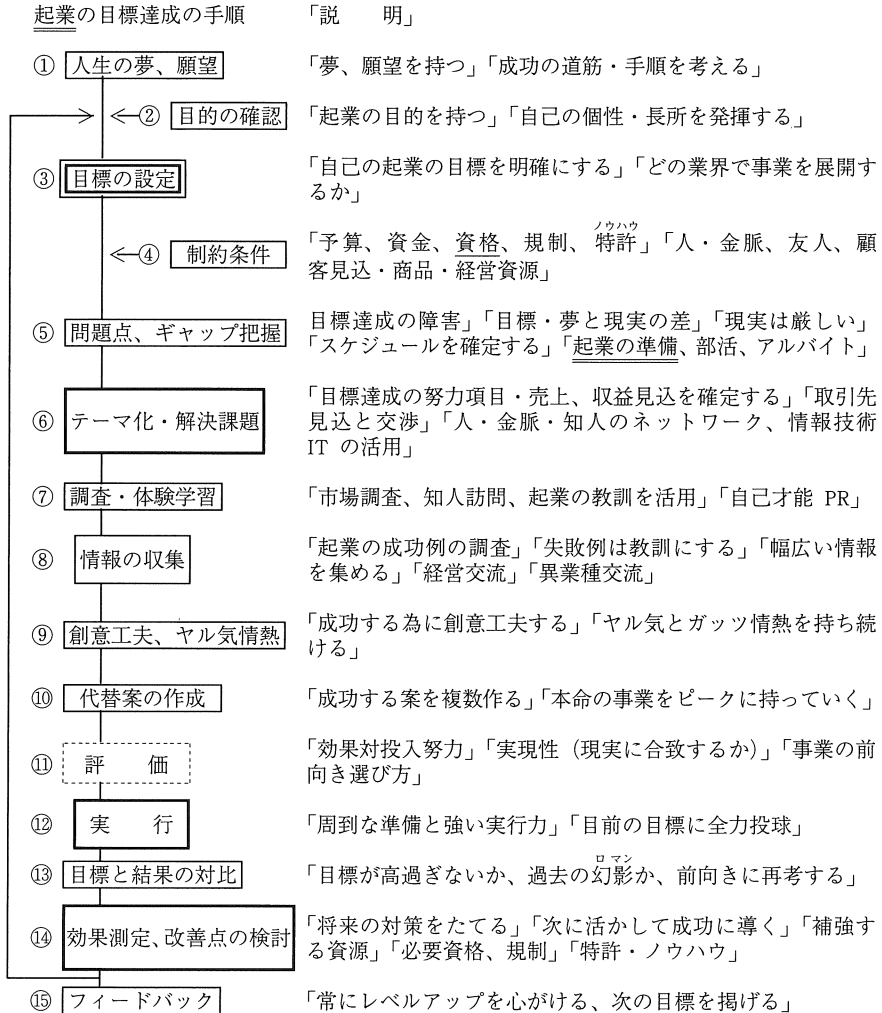 起業の目標達成の手順 「説 明」
① 人生の夢、願望 「夢、願望を持つ」「成功の道筋・手順を考える」
② 目的の確認 「起業の目的を持つ」「自己の個性・長所を発揮する」
③ 目標の設定 「自己の起業の目標を明確にする」「どの業界で事業を展開す
るか」
ノウハウ
④ 制約条件 「予算、資金、資格、規制、特許」「人・金脈、友人、顧
客見込・商品・経営資源」
⑤ 問題点、ギャップ把握 目標達成の障害」「目標・夢と現実の差」「現実は厳しい」
「スケジュールを確定する」「起業の準備、部活、アルバイト」
⑥ テーマ化・解決課題 「目標達成の努力項目・売上、収益見込を確定する」「取引先
見込と交渉」「人・金脈・知人のネットワーク、情報技術
IT の活用」
⑦ 調査・体験学習 「市場調査、知人訪問、起業の教訓を活用」「自己才能 PR」
⑧ 情報の収集 「起業の成功例の調査」「失敗例は教訓にする」「幅広い情報
を集める」「経営交流」「異業種交流」
⑨ 創意工夫、ヤル気情熱 「成功する為に創意工夫する」「ヤル気とガッツ情熱を持ち続
ける」
⑩ 代替案の作成 「成功する案を複数作る」「本命の事業をピークに持っていく」
⑪ 評 価 「効果対投入努力」「実現性（現実に合致するか）」「事業の前
向き選び方」
⑫ 実 行 「周到な準備と強い実行力」「目前の目標に全力投球」
ロマン
⑬ 目標と結果の対比 「目標が高過ぎないか、過去の幻影か、前向きに再考する」
⑭ 効果測定、改善点の検討 「将来の対策をたてる」「次に活かして成功に導く」「補強す
る資源」「必要資格、規制」「特許・ノウハウ」
⑮ フィードバック 「常にレベルアップを心がける、次の目標を掲げる」